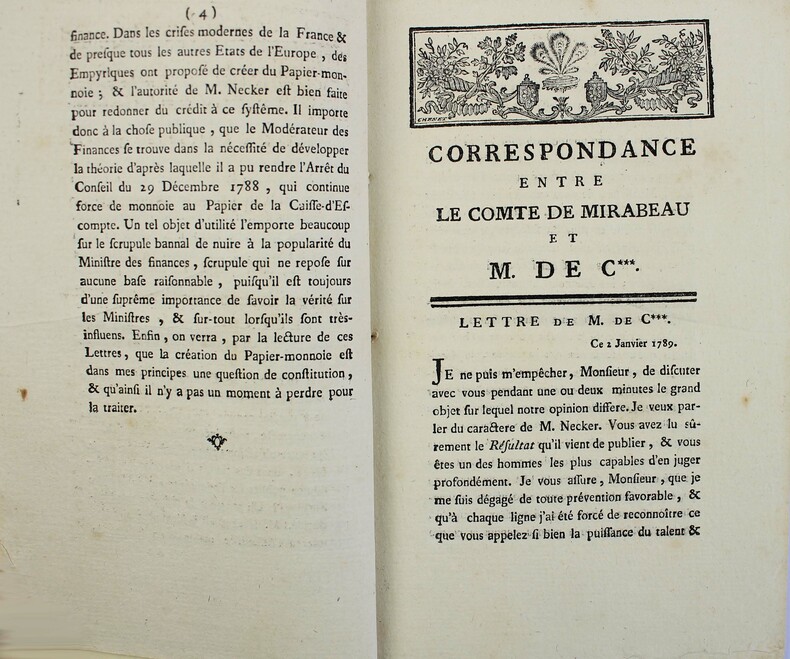 ( 4 )
finance. Dans les criſes modernes de la France &
de preſque tous les autres Etats de l'Europe , des
Empyriques ont propoſé de créer du Papier-mon-
noie ; & l'autorité de M. Necker eſt bien faite
pour redonner du crédit à ce ſyſtême. Il importe
donc à la choſe publique , que le Modérateur des
Finances ſe trouve dans la néceſſité de développer
la théorie d'après laquelle il a pu rendre l'Arrêt du
Conſeil du 29 Décembre 1788 , qui continue
force de monnoie au Papier de la Caiſſe-d'Eſ-
compte. Un tel objet d'utilité l'emporte beaucoup
ſur le ſcrupule bannal de nuire à la popularité du
Miniſtre des finances , ſcrupule qui ne repoſe ſur
aucune baſe raiſonnable , puiſqu'il eſt toujours
d'une ſuprême importance de ſavoir la vérité ſur
les Miniſtres , & ſur-tout lorſqu'ils ſont très-
influens. Enfin , on verra , par la lecture de ces
Lettres, que la création du Papier-monnoie eſt
dans mes principes une queſtion de conſtitution ,
& qu'ainſi il n'y a pas un moment à perdre pour
la traiter.
CORRESPONDANCE
ENTRE
LE COMTE DE MIRABEAU
ET
M. DE C***.
LETTRE DE M. DE C***.
Ce 2 Janvier 1789.
JE ne puis m'empêcher, Monſieur, de diſcuter
avec vous pendant une ou deux minutes le grand
objet ſur lequel notre opinion differe. Je veux par-
ler du caractere de M. Necker. Vous avez lu sû-
rement le Réſultat qu'il vient de publier , & vous
êtes un des hommes les plus capables d'en juger
profondément. Je vous aſſure, Monſieur , que je
me ſuis dégagé de toute prévention favorable , &
qu'à chaque ligne j'ai été forcé de reconnoître ce
que vous appelez ſi bien la puiſſance du talent &